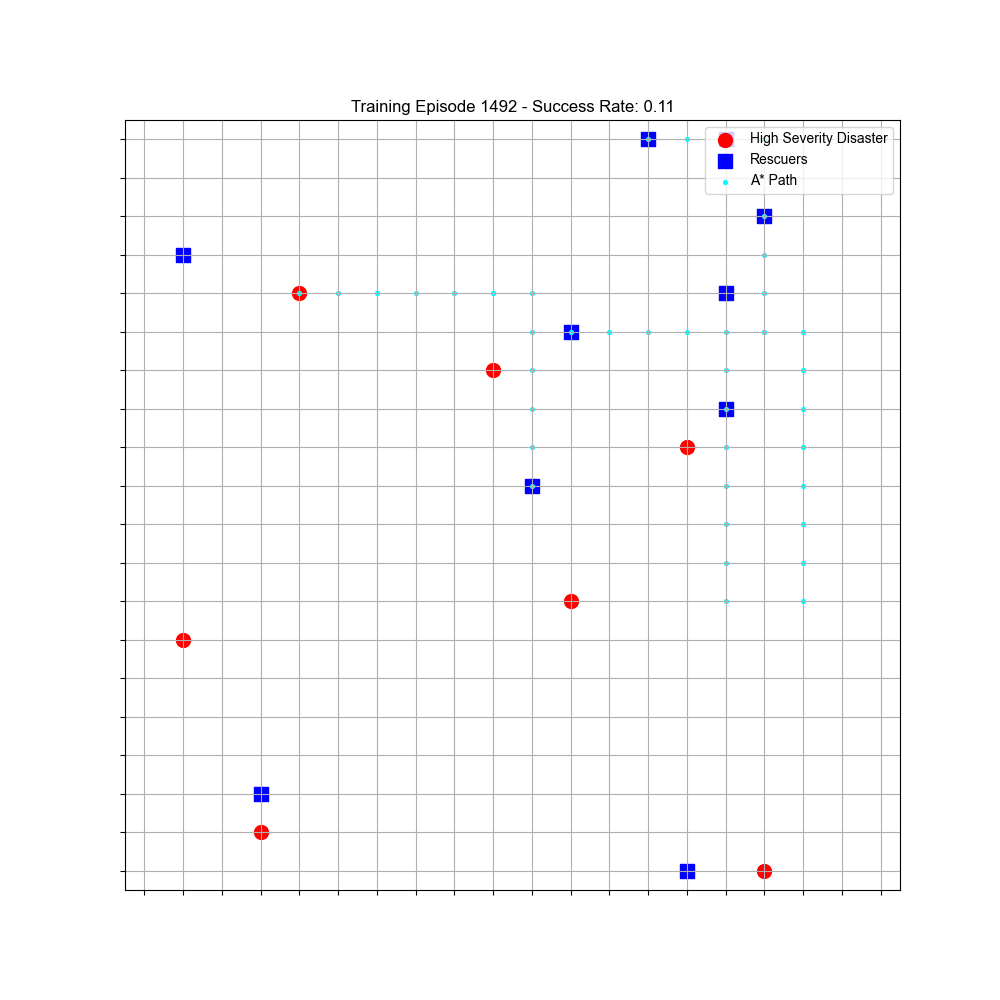 Training Episode 1492 - Success Rate: 0.11
High Severity Disaster
Rescuers
A* Path